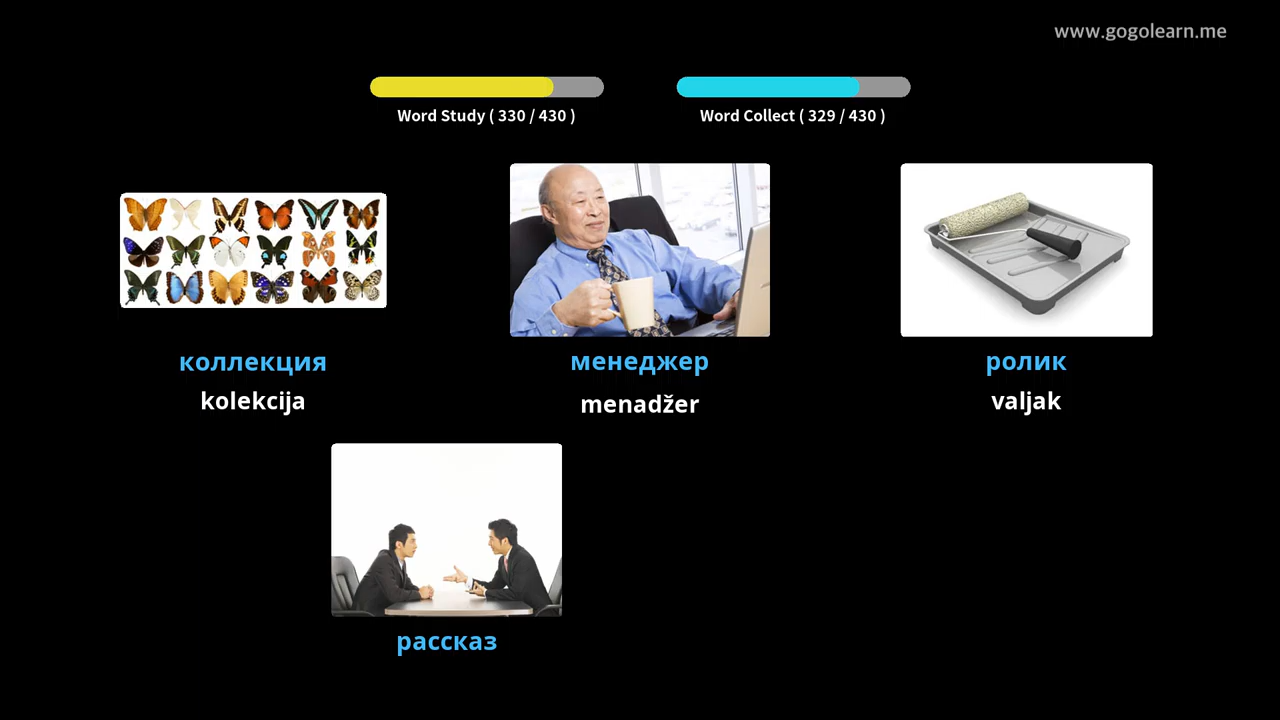 www.gogolearn.me
Word Study ( 330 / 430 )
Word Collect ( 329 / 430 )
коллекция
kolekcija
менеджер
menadžer
ролик
valjak
рассказ